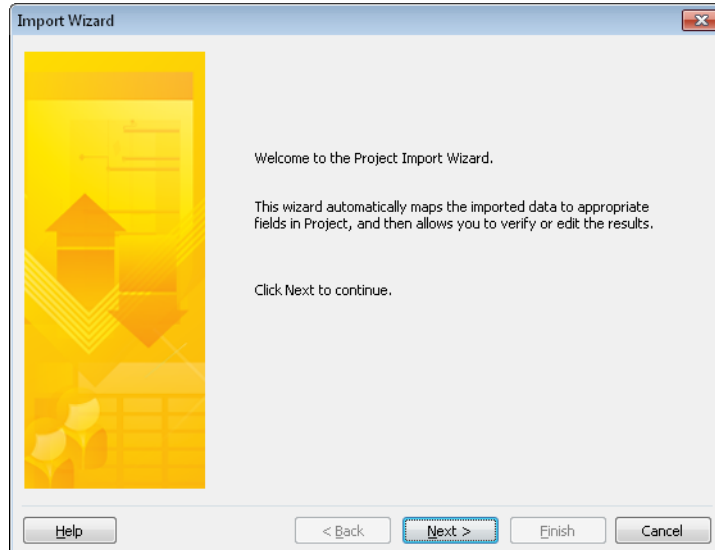 Import Wizard
Welcome to the Project Import Wizard.
This wizard automatically maps the imported data to appropriate
fields in Project, and then allows you to verify or edit the results.
Click Next to continue.
Help
< Back
Next >
Finish
Cancel